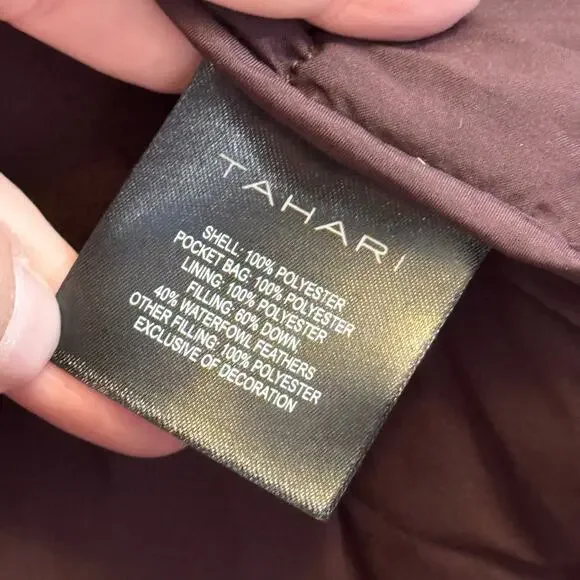 TAHARI
SHELL: 100% POLYESTER
POCKET BAG: 100% POLYESTER
LINING: 100% POLYESTER
FILLING: 60% DOWN.
40% WATERFOWL FEATHERS
OTHER FILLING: 100% POLYESTER
EXCLUSIVE OF DECORATION